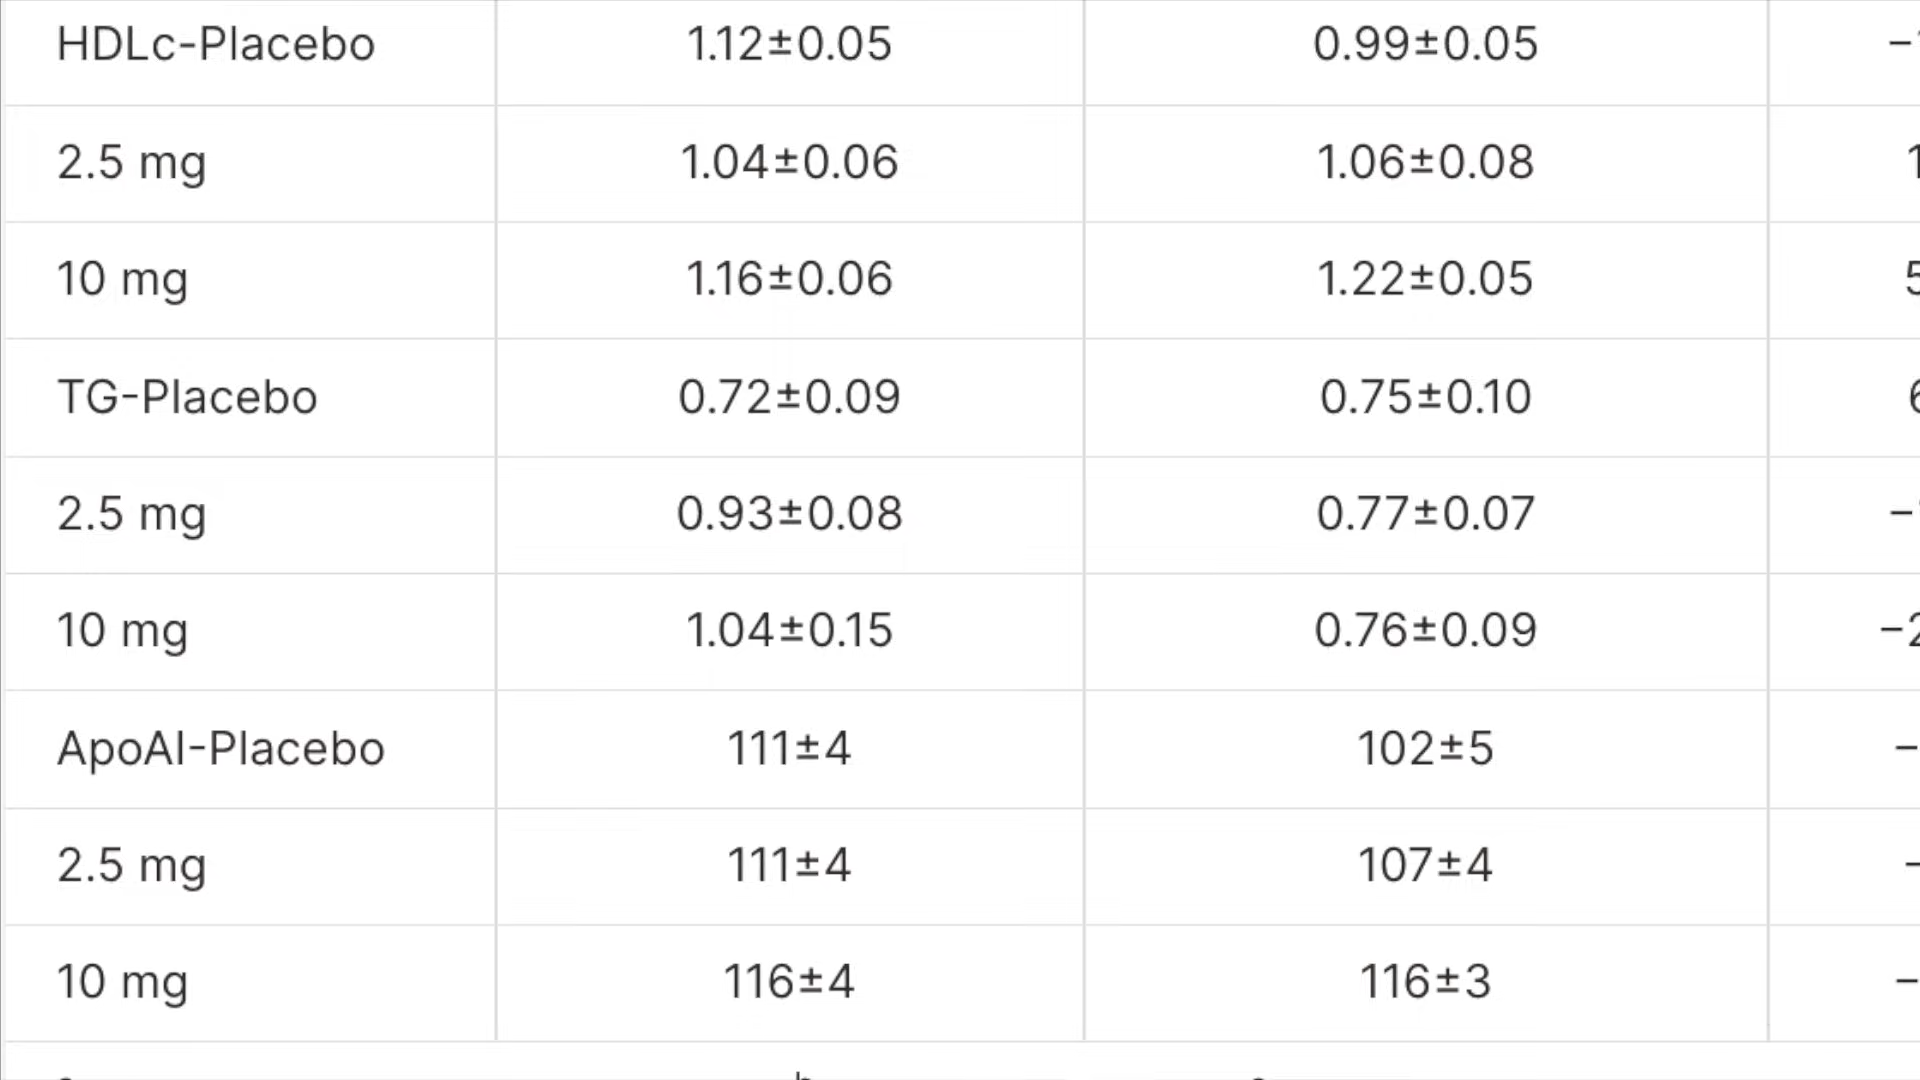 HDLc-Placebo 1.12±0.05 0.99±0.05
2.5 mg 1.04±0.06 1.06±0.08
10 mg 1.16±0.06 1.22±0.05
TG-Placebo 0.72±0.09 0.75±0.10
2.5 mg 0.93±0.08 0.77±0.07
10 mg 1.04±0.15 0.76±0.09
ApoAI-Placebo 111±4 102±5
2.5 mg 111±4 107±4
10 mg 116±4 116±3